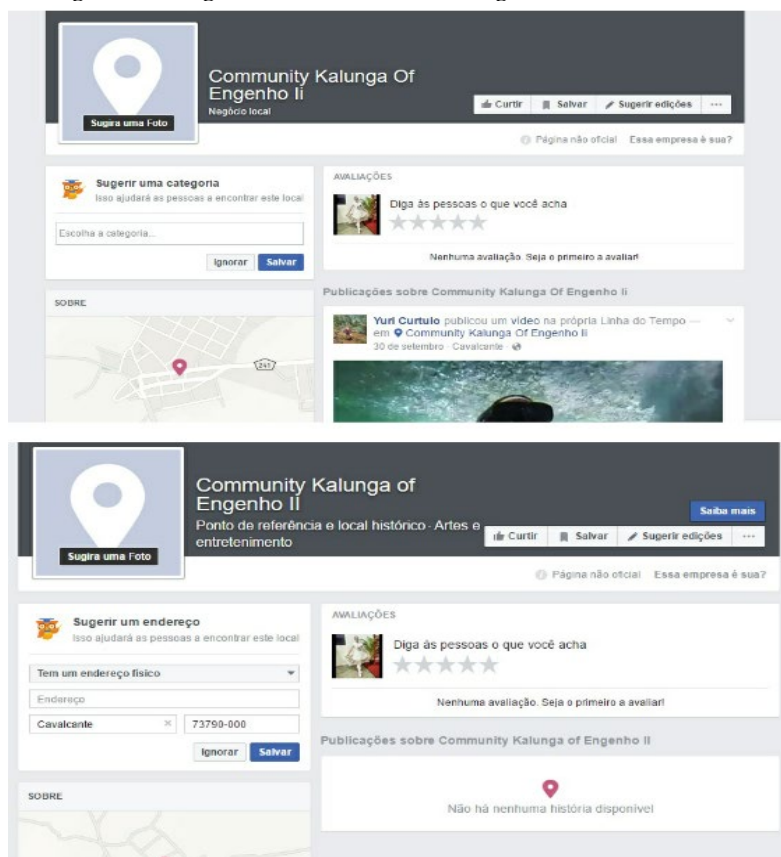 Community Kalunga Of
Engenho Ii
Negócio local
Sugira uma Foto
Curtir Salvar Sugerir edições ...
Página não oficial Essa empresa é sua?
Sugerir uma categoria
Isso ajudará as pessoas a encontrar este local
Escolha a categoria...
Ignorar Salvar
AVALIAÇÕES
Diga às pessoas o que você acha
Nenhuma avaliação. Seja o primeiro a avaliar!
SOBRE
241
Publicações sobre Community Kalunga Of Engenho Ii
Yuri Curtulo publicou um vídeo na própria Linha do Tempo —
em Community Kalunga Of Engenho Ii
30 de setembro · Cavalcante ·
Community Kalunga of
Engenho II
Ponto de referência e local histórico · Artes e
entretenimento
Sugira uma Foto
Saiba mais
Curtir Salvar Sugerir edições ...
Página não oficial Essa empresa é sua?
Sugerir um endereço
Isso ajudará as pessoas a encontrar este local
Tem um endereço físico
Endereço
Cavalcante × 73790-000
Ignorar Salvar
AVALIAÇÕES
Diga às pessoas o que você acha
Nenhuma avaliação. Seja o primeiro a avaliar!
SOBRE
Publicações sobre Community Kalunga of Engenho II
Não há nenhuma história disponível